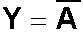 Y = A̅